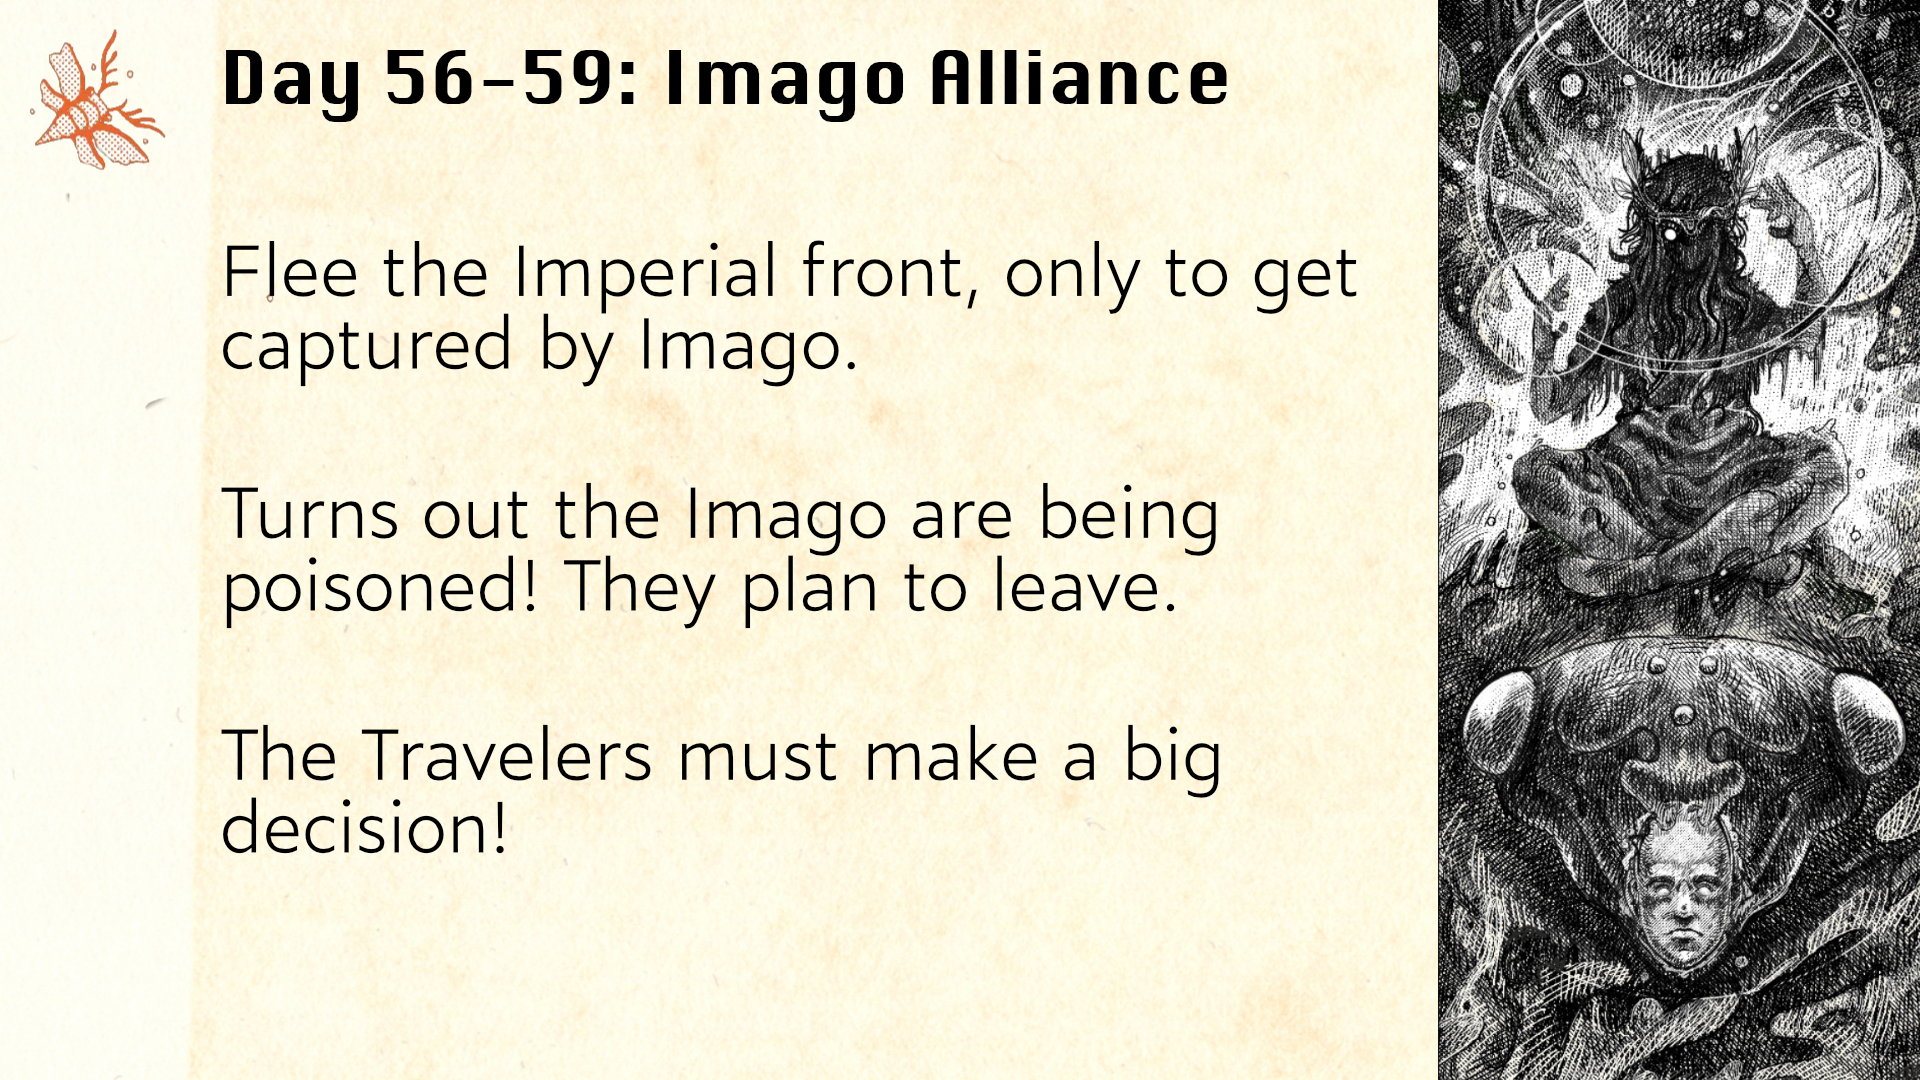 Day 56-59: Imago Alliance
Flee the Imperial front, only to get
captured by Imago.
Turns out the Imago are being
poisoned! They plan to leave.
The Travelers must make a big
decision!